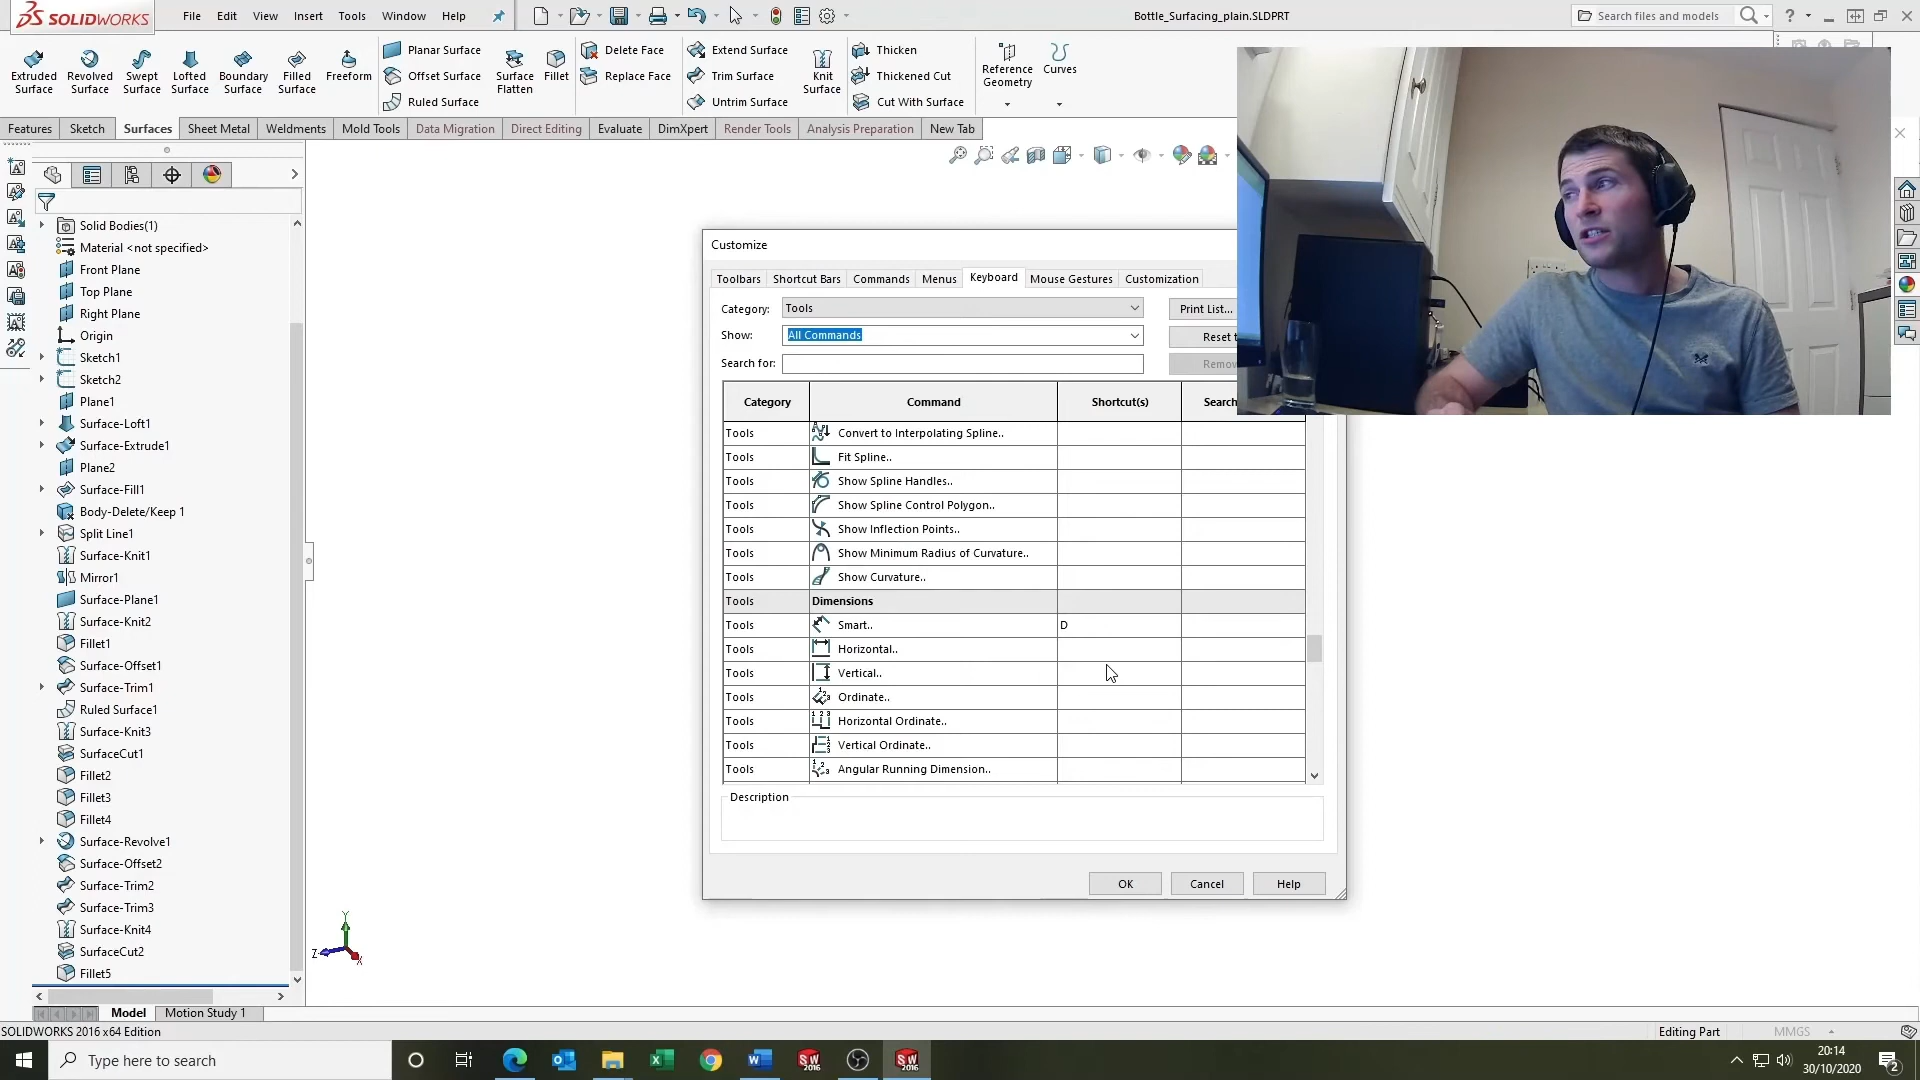 SOLIDWORKS
File Edit View Insert Tools Window Help
Bottle_Surfacing_plain.SLDPRT
Search files and models
Extruded Surface
Revolved Surface
Swept Surface
Lofted Surface
Boundary Surface
Filled Surface
Freeform
Planar Surface
Offset Surface
Ruled Surface
Surface Flatten
Fillet
Delete Face
Replace Face
Extend Surface
Trim Surface
Untrim Surface
Knit Surface
Thicken
Thickened Cut
Cut With Surface
Reference Geometry
Curves
Features Sketch Surfaces Sheet Metal Weldments Mold Tools Data Migration Direct Editing Evaluate DimXpert Render Tools Analysis Preparation New Tab
Solid Bodies(1)
Material <not specified>
Front Plane
Top Plane
Right Plane
Origin
Sketch1
Sketch2
Plane1
Surface-Loft1
Surface-Extrude1
Plane2
Surface-Fill1
Body-Delete/Keep 1
Split Line1
Surface-Knit1
Mirror1
Surface-Plane1
Surface-Knit2
Fillet1
Surface-Offset1
Surface-Trim1
Ruled Surface1
Surface-Knit3
SurfaceCut1
Fillet2
Fillet3
Fillet4
Surface-Revolve1
Surface-Offset2
Surface-Trim2
Surface-Trim3
Surface-Knit4
SurfaceCut2
Fillet5
Customize
Toolbars Shortcut Bars Commands Menus Keyboard Mouse Gestures Customization
Category: Tools Print List...
Show: All Commands Reset t
Search for: Remov
Category Command Shortcut(s) Search
Tools Convert to Interpolating Spline..
Tools Fit Spline..
Tools Show Spline Handles..
Tools Show Spline Control Polygon..
Tools Show Inflection Points..
Tools Show Minimum Radius of Curvature..
Tools Show Curvature..
Tools Dimensions
Tools Smart.. D
Tools Horizontal..
Tools Vertical..
Tools Ordinate..
Tools Horizontal Ordinate..
Tools Vertical Ordinate..
Tools Angular Running Dimension..
Description
OK Cancel Help
Y
Z
X
Model Motion Study 1
SOLIDWORKS 2016 x64 Edition
Editing Part MMGS
Type here to search
SW 2016
SW 2016
20:14
30/10/2020
2